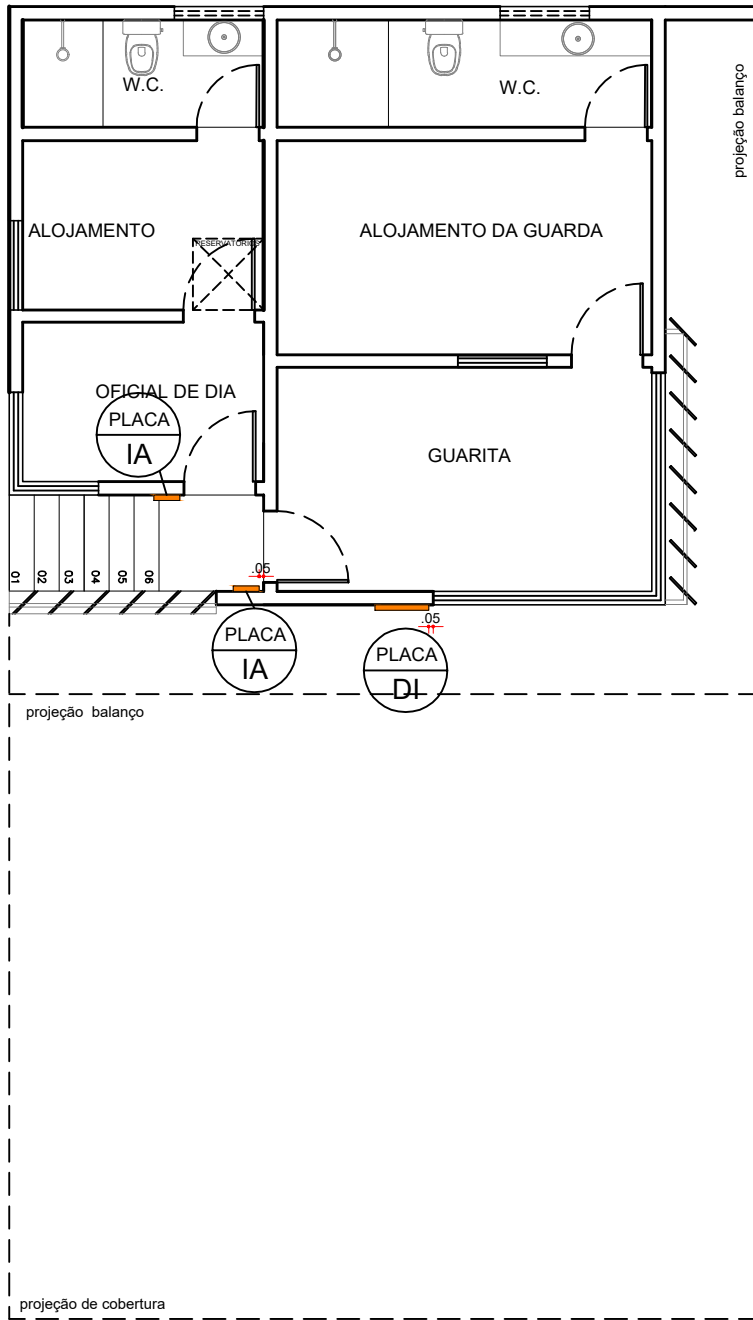 W.C.
W.C.
projeção balanço
ALOJAMENTO
RESERVATÓRIOS
ALOJAMENTO DA GUARDA
OFICIAL DE DIA
PLACA
IA
GUARITA
01
02
03
04
05
06
.05
PLACA
IA
.05
PLACA
DI
projeção balanço
projeção de cobertura